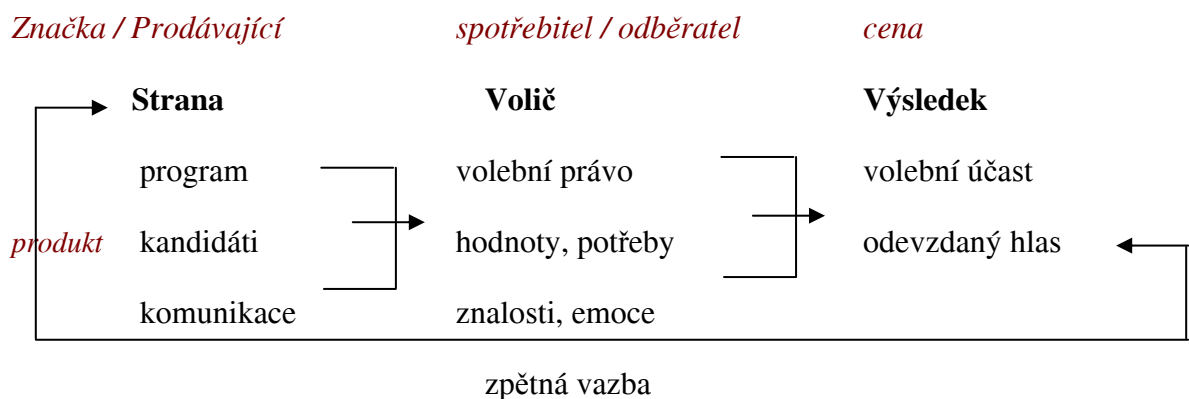 Značka / Prodávající spotřebitel / odběratel cena
Strana Volič Výsledek
program volební právo volební účast
produkt kandidáti hodnoty, potřeby odevzdaný hlas
komunikace znalosti, emoce
zpětná vazba